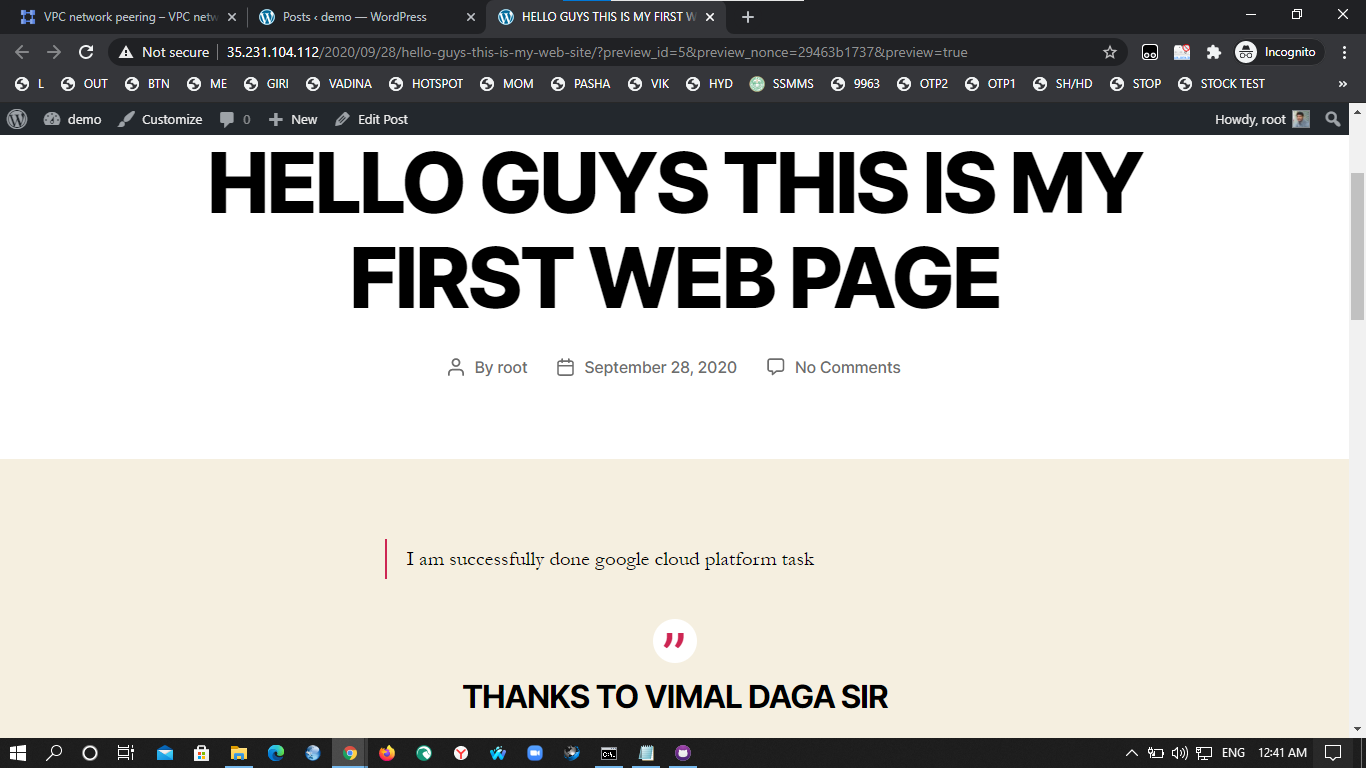 VPC network peering – VPC netw
Posts ‹ demo — WordPress
HELLO GUYS THIS IS MY FIRST W
Not secure
35.231.104.112/2020/09/28/hello-guys-this-is-my-web-site/?preview_id=5&preview_nonce=29463b1737&preview=true
Incognito
L OUT BTN ME GIRI VADINA HOTSPOT MOM PASHA VIK HYD SSMMS 9963 OTP2 OTP1 SH/HD STOP STOCK TEST »
demo Customize 0 New Edit Post Howdy, root
HELLO GUYS THIS IS MY
FIRST WEB PAGE
By root September 28, 2020 No Comments
I am successfully done google cloud platform task
”
THANKS TO VIMAL DAGA SIR
ENG 12:41 AM